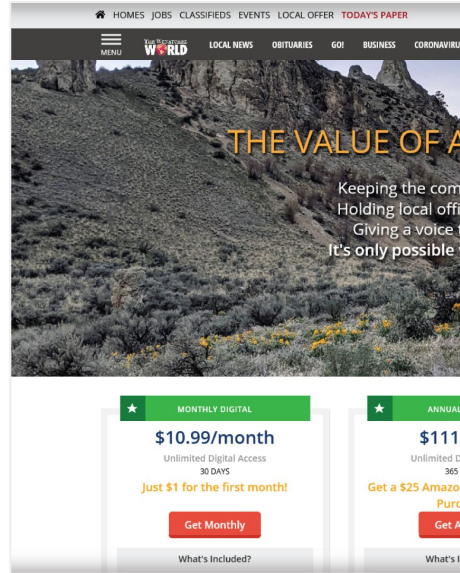 HOMES JOBS CLASSIFIEDS EVENTS LOCAL OFFER TODAY'S PAPER
MENU
THE WENATCHEE
WORLD
LOCAL NEWS OBITUARIES GO! BUSINESS CORONAVIRU
THE VALUE OF A
Keeping the com
Holding local offi
Giving a voice
It's only possible
MONTHLY DIGITAL
$10.99/month
Unlimited Digital Access
30 DAYS
Just $1 for the first month!
Get Monthly
What's Included?
ANNUAL
$111
Unlimited D
365
Get a $25 Amazo
Purc
Get A
What's I